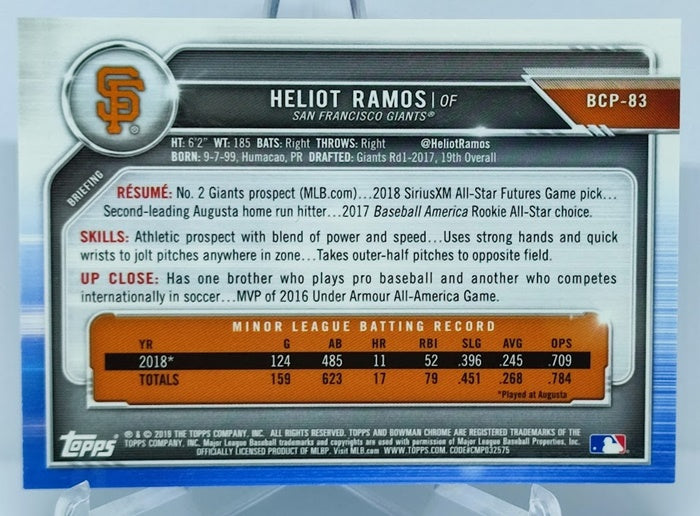 SF
HELIOT RAMOS | OF
SAN FRANCISCO GIANTS®
BCP-83
HT: 6'2" WT: 185 BATS: Right THROWS: Right @HeliotRamos
BORN: 9-7-99, Humacao, PR DRAFTED: Giants Rd1-2017, 19th Overall
BRIEFING
RÉSUMÉ: No. 2 Giants prospect (MLB.com)...2018 SiriusXM All-Star Futures Game pick...
Second-leading Augusta home run hitter...2017 Baseball America Rookie All-Star choice.
SKILLS: Athletic prospect with blend of power and speed...Uses strong hands and quick
wrists to jolt pitches anywhere in zone...Takes outer-half pitches to opposite field.
UP CLOSE: Has one brother who plays pro baseball and another who competes
internationally in soccer...MVP of 2016 Under Armour All-America Game.
MINOR LEAGUE BATTING RECORD
YR G AB HR RBI SLG AVG OPS
2018* 124 485 11 52 .396 .245 .709
TOTALS 159 623 17 79 .451 .268 .784
*Played at Augusta
Topps ® & © 2019 THE TOPPS COMPANY, INC. ALL RIGHTS RESERVED. TOPPS AND BOWMAN CHROME ARE REGISTERED TRADEMARKS OF THE
TOPPS COMPANY, INC. Major League Baseball trademarks and copyrights are used with permission of Major League Baseball Properties, Inc.
OFFICIALLY LICENSED PRODUCT OF MLBP. Visit MLB.com WWW.TOPPS.COM. CODE#CMP032575